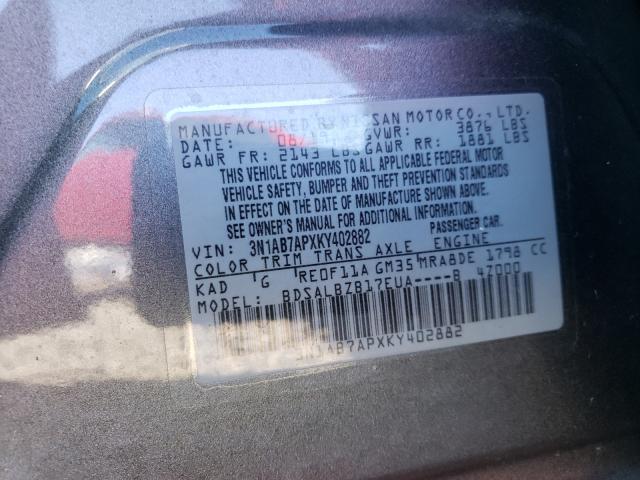 MANUFACTURED BY NISSAN MOTOR CO., LTD.
DATE: 08/ GVWR: 3876 LBS
GAWR FR: 2143 LBS GAWR RR: 1881 LBS
THIS VEHICLE CONFORMS TO ALL APPLICABLE FEDERAL MOTOR
VEHICLE SAFETY, BUMPER AND THEFT PREVENTION STANDARDS
IN EFFECT ON THE DATE OF MANUFACTURE SHOWN ABOVE.
SEE OWNER'S MANUAL FOR ADDITIONAL INFORMATION.
VIN: 3N1AB7APXKY402882 PASSENGER CAR.
COLOR TRIM TRANS AXLE ENGINE
KAD G RE0F11A GM35 MRA8DE 1798 CC
MODEL: BDSALBZB17EUA----B 47000
3N1AB7APXKY402882